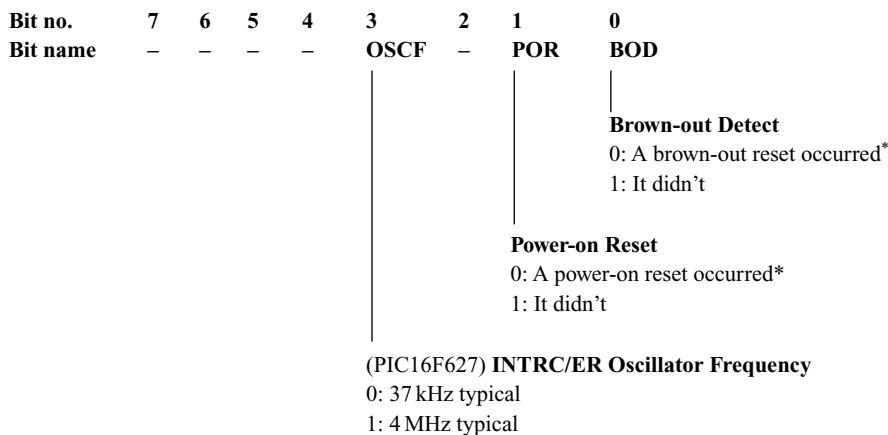 Bit no. 7 6 5 4 3 2 1 0
Bit name – – – – OSCF – POR BOD
Brown-out Detect
0: A brown-out reset occurred*
1: It didn’t
Power-on Reset
0: A power-on reset occurred*
1: It didn’t
(PIC16F627) INTRC/ER Oscillator Frequency
0: 37 kHz typical
1: 4 MHz typical